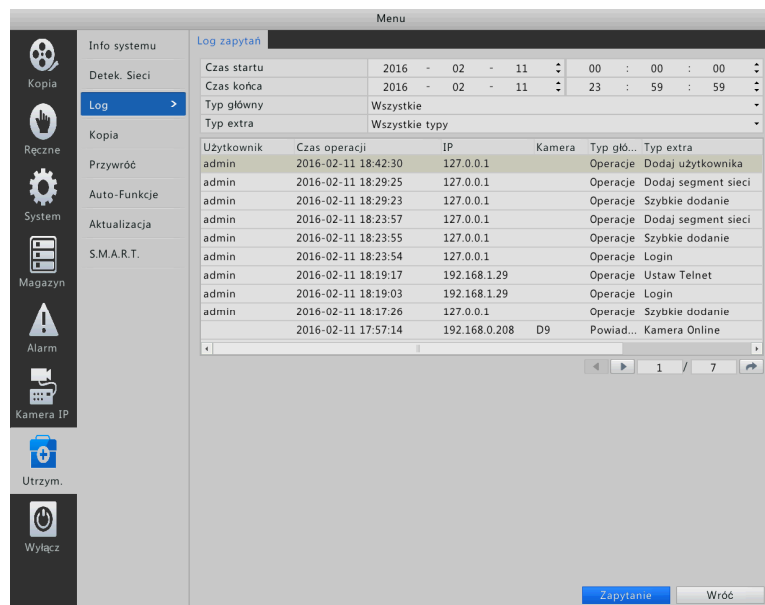 Menu
Kopia
Ręczne
System
Magazyn
Alarm
Kamera IP
Utrzym.
Wyłącz
Info systemu
Detek. Sieci
Log >
Kopia
Przywróć
Auto-Funkcje
Aktualizacja
S.M.A.R.T.
Log zapytań
Czas startu 2016 - 02 - 11 00 : 00 : 00
Czas końca 2016 - 02 - 11 23 : 59 : 59
Typ główny Wszystkie
Typ extra Wszystkie typy
Użytkownik Czas operacji IP Kamera Typ głó... Typ extra
admin 2016-02-11 18:42:30 127.0.0.1 Operacje Dodaj użytkownika
admin 2016-02-11 18:29:25 127.0.0.1 Operacje Dodaj segment sieci
admin 2016-02-11 18:29:23 127.0.0.1 Operacje Szybkie dodanie
admin 2016-02-11 18:23:57 127.0.0.1 Operacje Dodaj segment sieci
admin 2016-02-11 18:23:55 127.0.0.1 Operacje Szybkie dodanie
admin 2016-02-11 18:23:54 127.0.0.1 Operacje Login
admin 2016-02-11 18:19:17 192.168.1.29 Operacje Ustaw Telnet
admin 2016-02-11 18:19:03 192.168.1.29 Operacje Login
admin 2016-02-11 18:17:26 127.0.0.1 Operacje Szybkie dodanie
2016-02-11 17:57:14 192.168.0.208 D9 Powiad... Kamera Online
1 / 7
Zapytanie Wróć